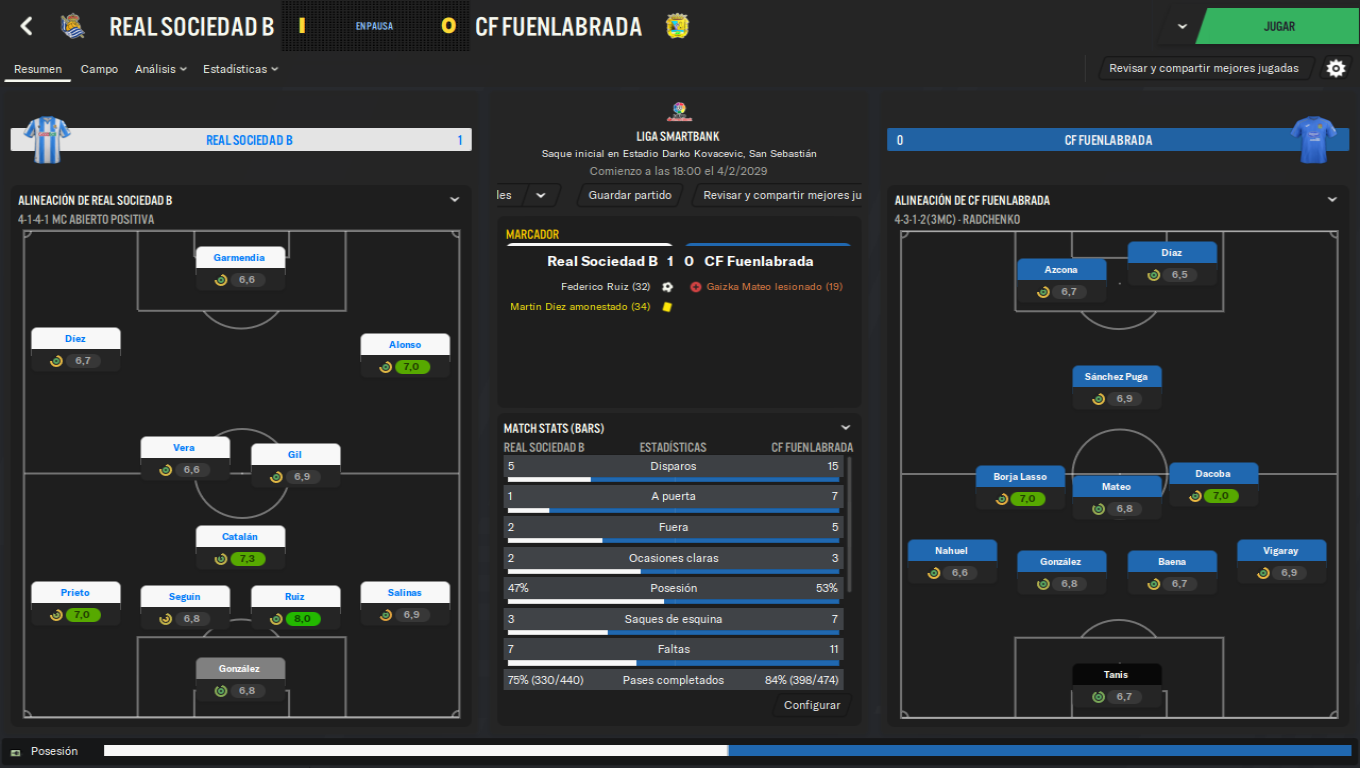 REAL SOCIEDAD B
1
EN PAUSA
0
CF FUENLABRADA
JUGAR
Resumen
Campo
Análisis
Estadísticas
Revisar y compartir mejores jugadas
REAL SOCIEDAD B 1
LIGA SMARTBANK
Saque inicial en Estadio Darko Kovacevic, San Sebastián
Comienzo a las 18:00 el 4/2/2029
les
Guardar partido
Revisar y compartir mejores ju
0 CF FUENLABRADA
ALINEACIÓN DE REAL SOCIEDAD B
4-1-4-1 MC ABIERTO POSITIVA
Garmendia
6,6
Díez
6,7
Alonso
7,0
Vera
6,6
Gil
6,9
Catalán
7,3
Prieto
7,0
Seguín
6,8
Ruiz
8,0
Salinas
6,9
González
6,8
MARCADOR
Real Sociedad B 1 0 CF Fuenlabrada
Federico Ruiz (32)
Gaizka Mateo lesionado (19)
Martín Díez amonestado (34)
MATCH STATS (BARS)
REAL SOCIEDAD B ESTADÍSTICAS CF FUENLABRADA
5 Disparos 15
1 A puerta 7
2 Fuera 5
2 Ocasiones claras 3
47% Posesión 53%
3 Saques de esquina 7
7 Faltas 11
75% (330/440) Pases completados 84% (398/474)
Configurar
ALINEACIÓN DE CF FUENLABRADA
4-3-1-2 (3MC) - RADCHENKO
Díaz
6,5
Azcona
6,7
Sánchez Puga
6,9
Borja Lasso
7,0
Mateo
6,8
Dacoba
7,0
Nahuel
6,6
González
6,8
Baena
6,7
Vigaray
6,9
Tanis
6,7
Posesión